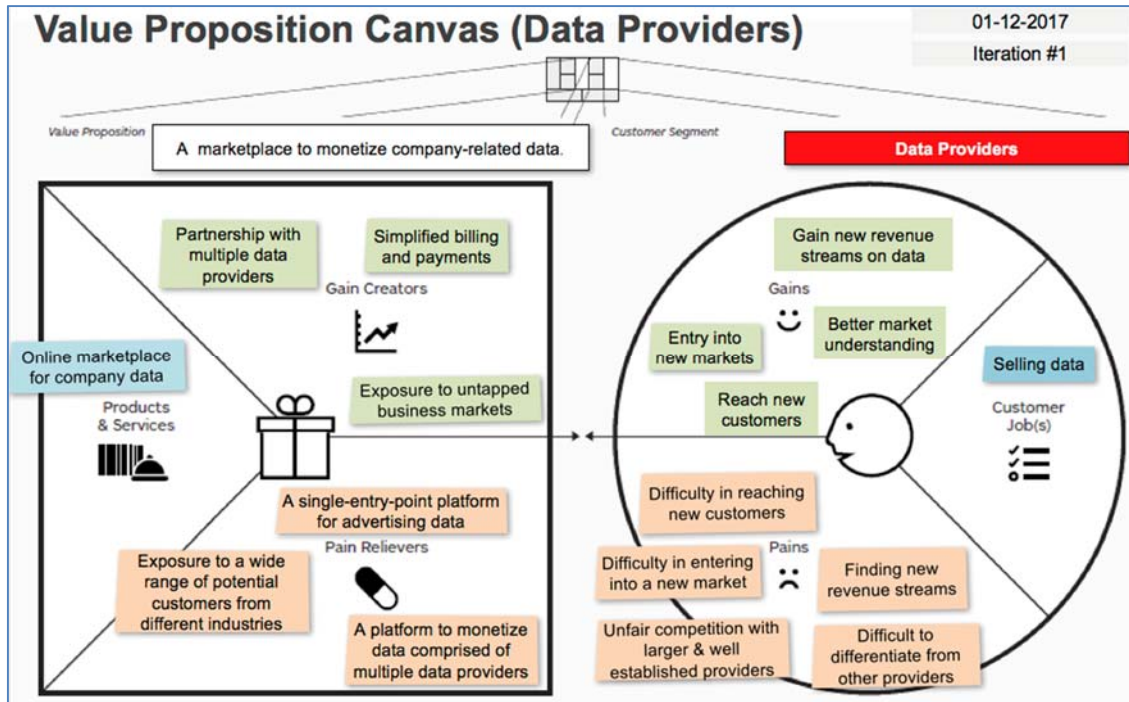 Value Proposition Canvas (Data Providers)
01-12-2017
Iteration #1
Value Proposition
Customer Segment
A marketplace to monetize company-related data.
Data Providers
Partnership with
multiple data
providers
Simplified billing
and payments
Gain Creators
Online marketplace
for company data
Products
& Services
Exposure to untapped
business markets
A single-entry-point platform
for advertising data
Pain Relievers
Exposure to a wide
range of potential
customers from
different industries
A platform to monetize
data comprised of
multiple data providers
Gain new revenue
streams on data
Gains
Entry into
new markets
Better market
understanding
Reach new
customers
Selling data
Customer
Job(s)
Difficulty in reaching
new customers
Pains
Difficulty in entering
into a new market
Finding new
revenue streams
Unfair competition with
larger & well
established providers
Difficult to
differentiate from
other providers